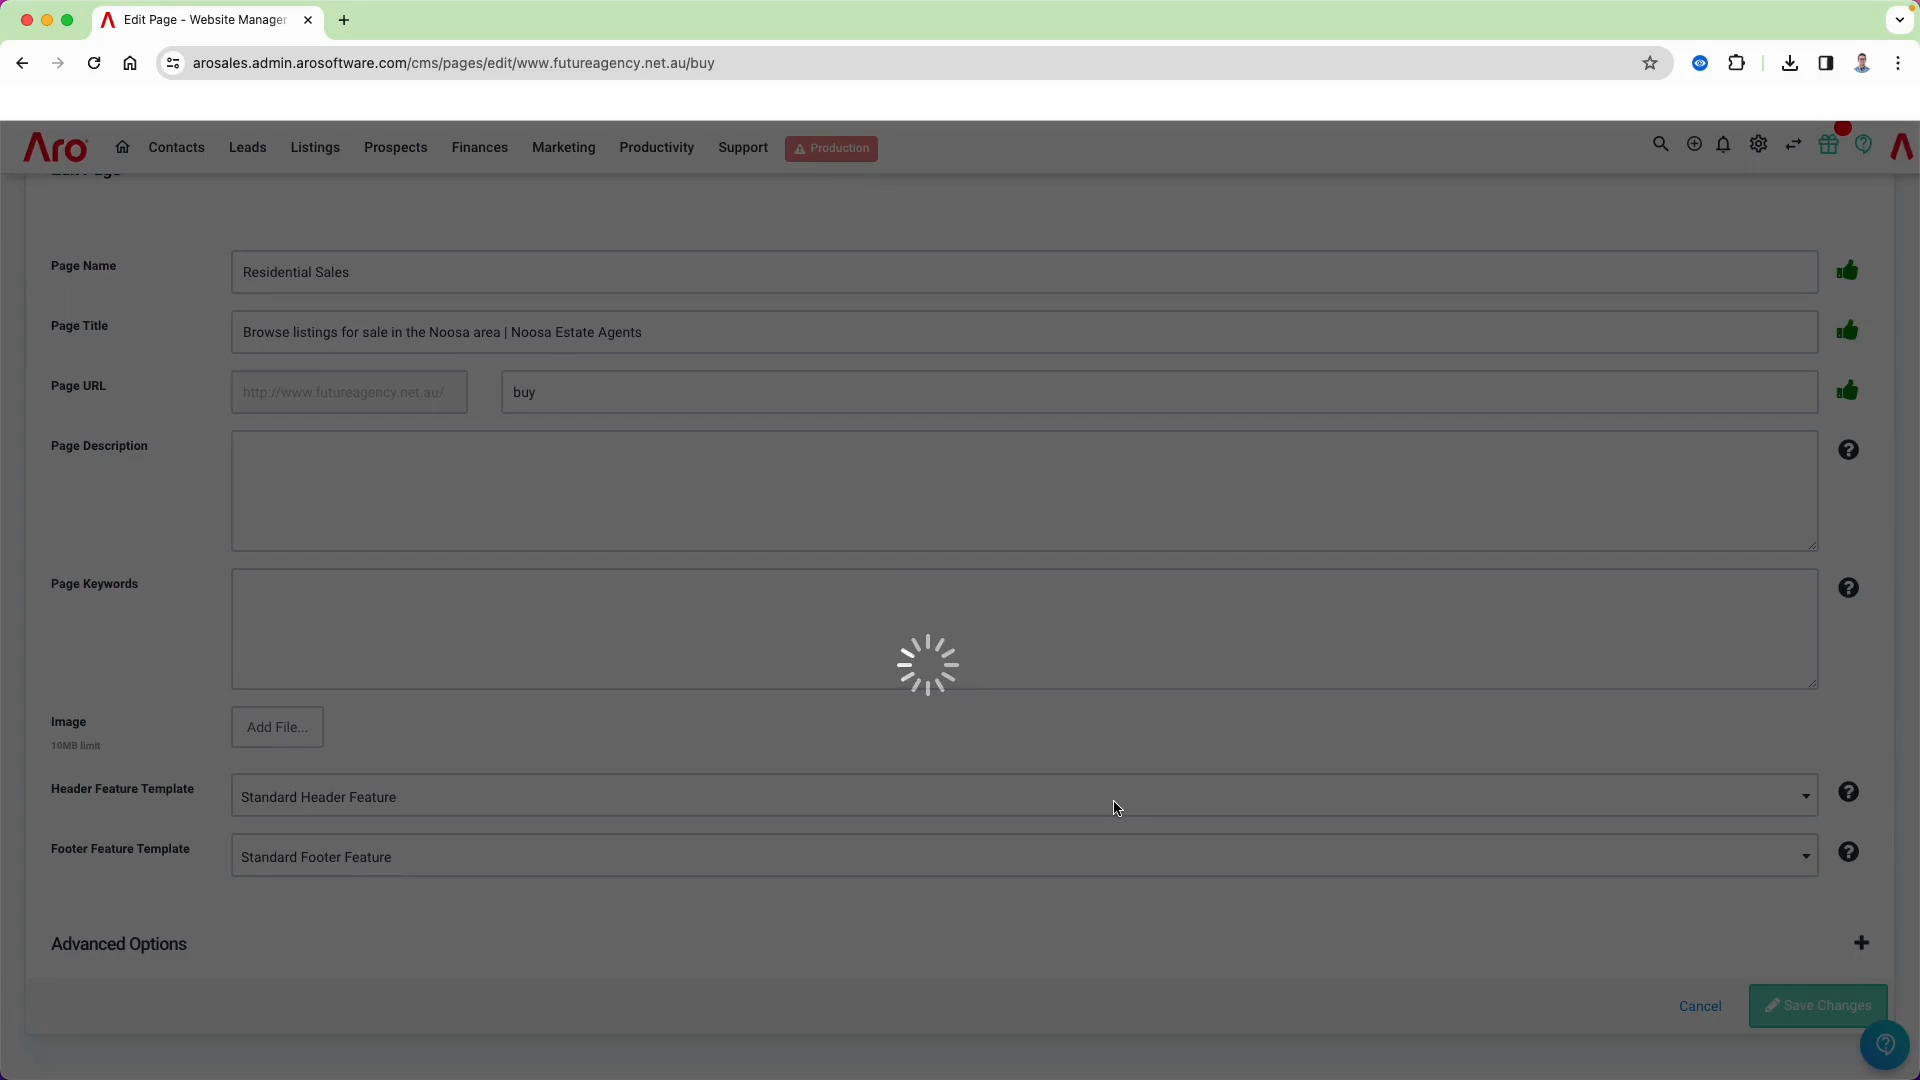 Edit Page - Website Manager
arosales.admin.arosoftware.com/cms/pages/edit/www.futureagency.net.au/buy
Aro Contacts Leads Listings Prospects Finances Marketing Productivity Support Production
Edit Page
Page Name Residential Sales
Page Title Browse listings for sale in the Noosa area | Noosa Estate Agents
Page URL http://www.futureagency.net.au/ buy
Page Description
Page Keywords
Image Add File...
10MB limit
Header Feature Template Standard Header Feature
Footer Feature Template Standard Footer Feature
Advanced Options
Cancel Save Changes